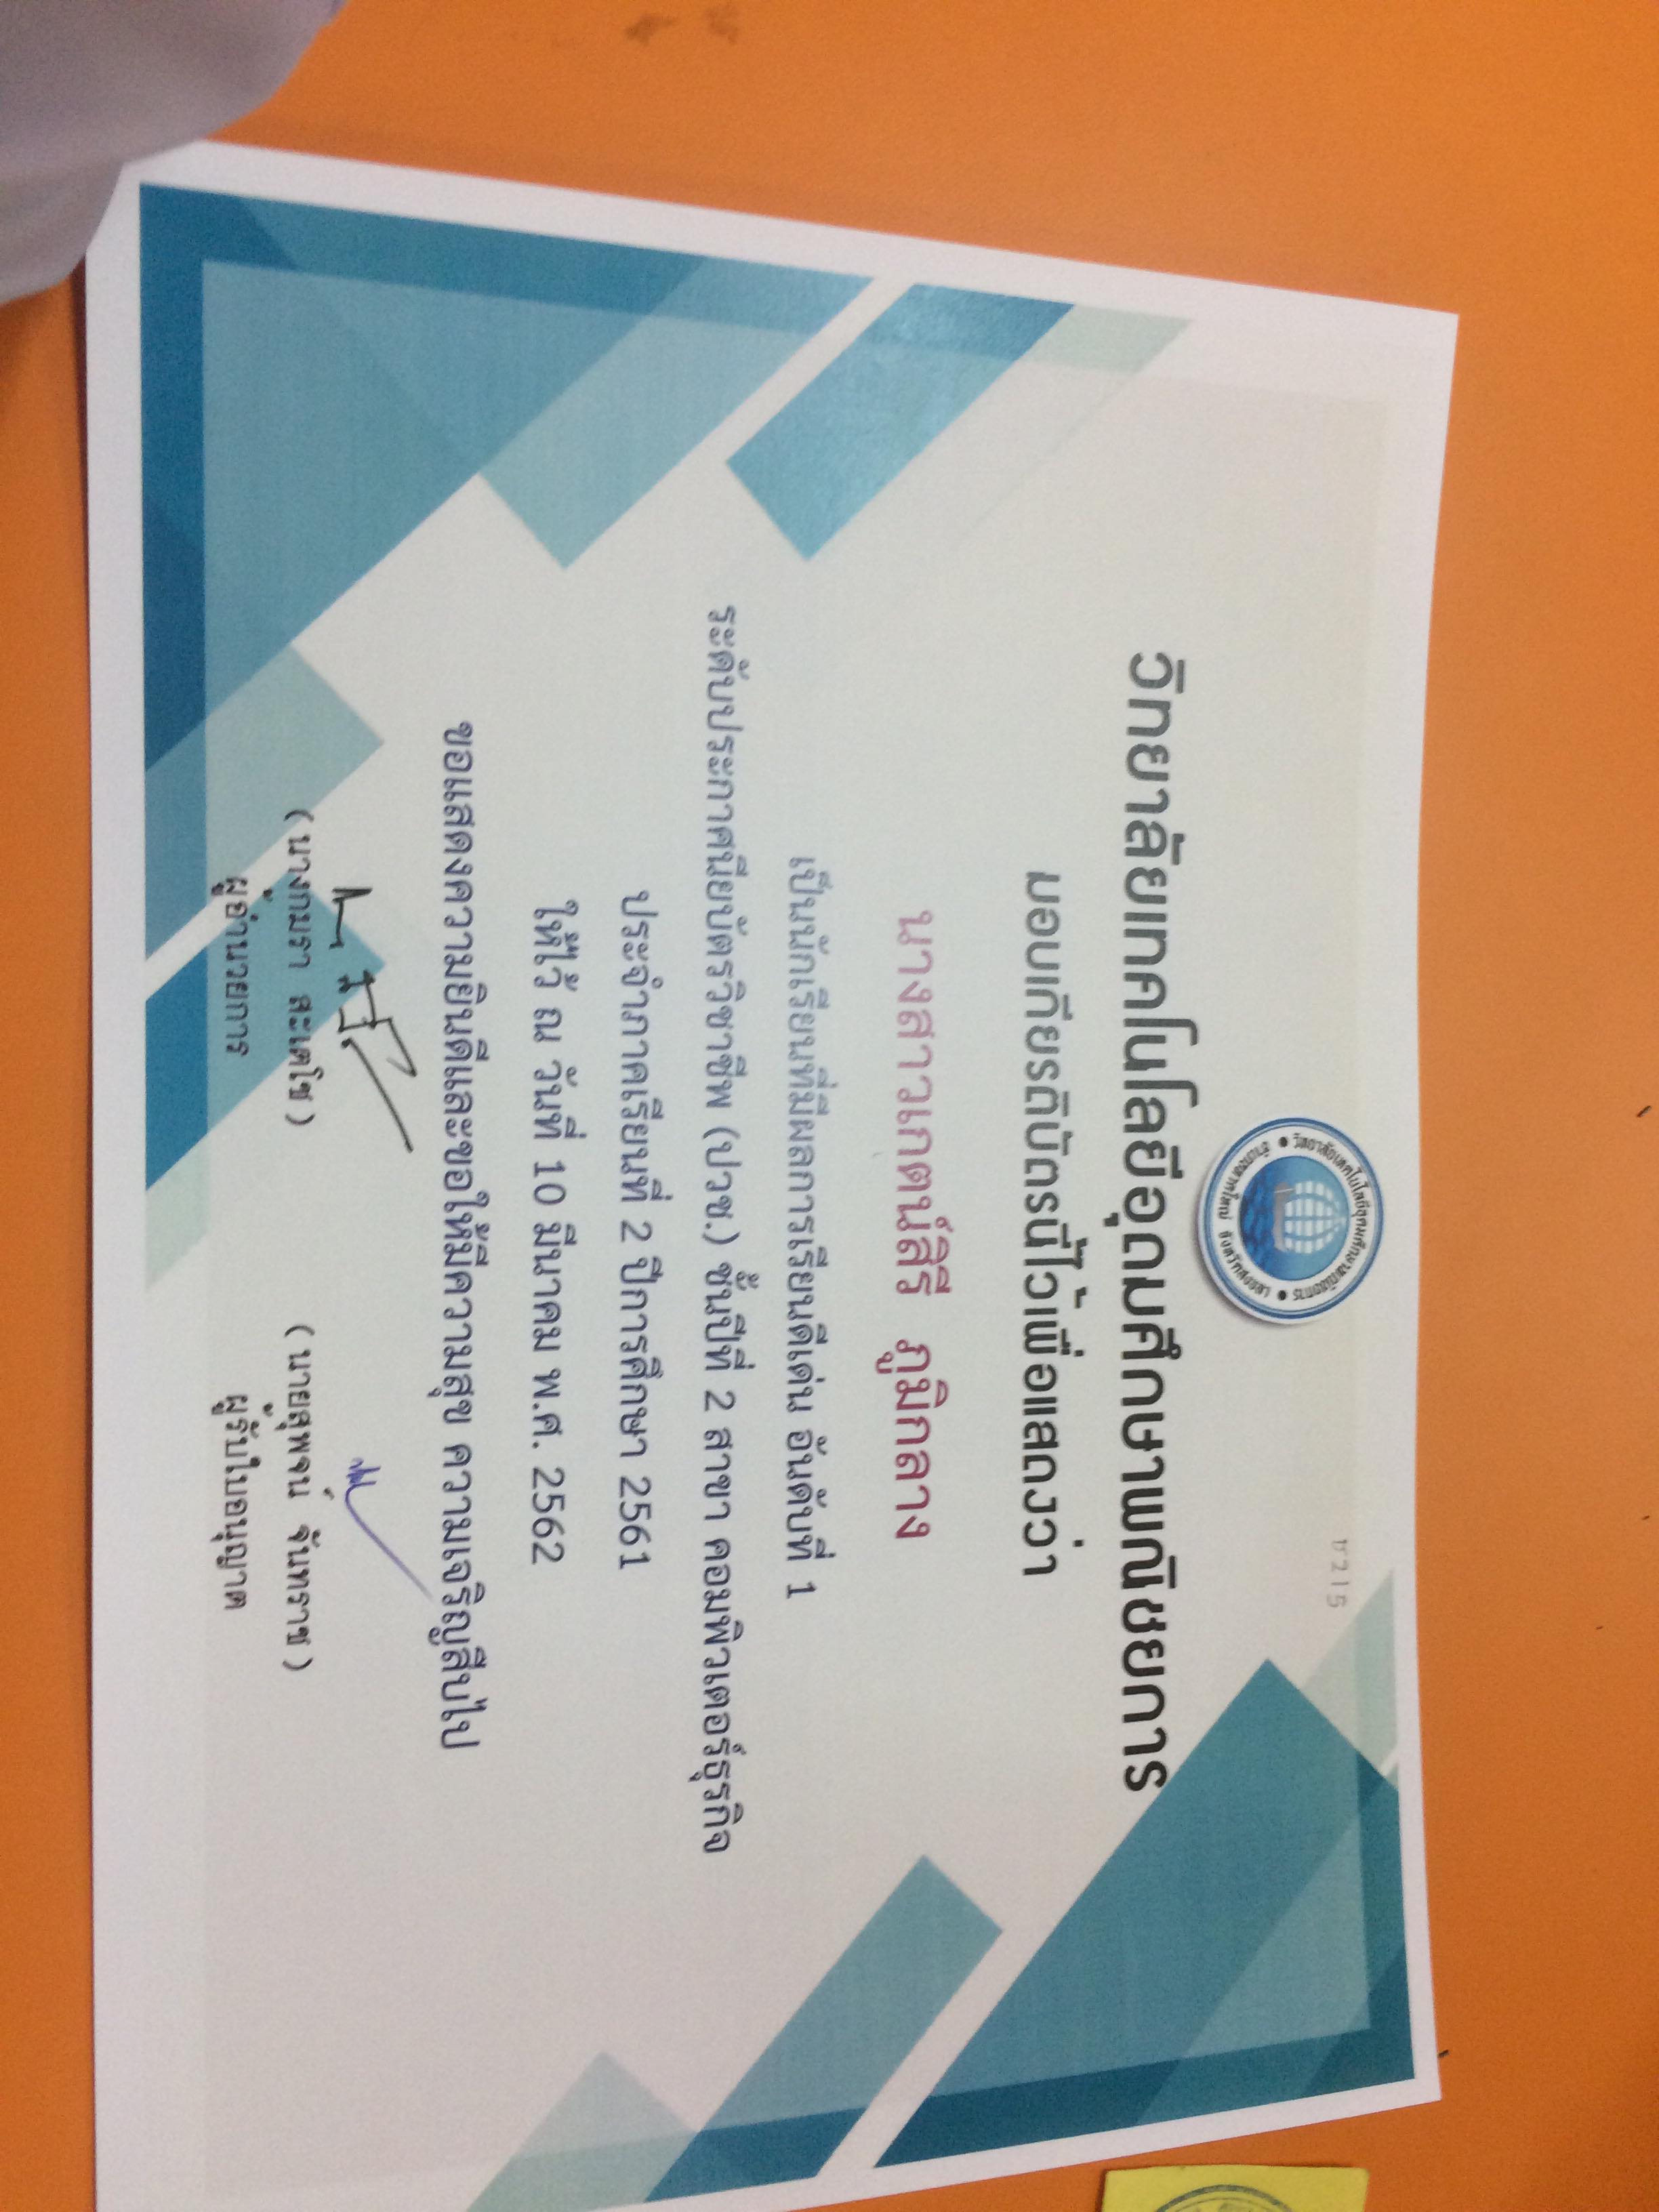 วิทยาลัยเทคโนโลยีอุดมศึกษาพณิชยการ
อำเภอหาดใหญ่ จังหวัดสงขลา
ช215
วิทยาลัยเทคโนโลยีอุดมศึกษาพณิชยการ
มอบเกียรติบัตรนี้ไว้เพื่อแสดงว่า
นางสาวเกตน์สิรี ภูมิกลาง
เป็นนักเรียนที่มีผลการเรียนดีเด่น อันดับที่ 1
ระดับประกาศนียบัตรวิชาชีพ (ปวช.) ชั้นปีที่ 2 สาขา คอมพิวเตอร์ธุรกิจ
ประจำภาคเรียนที่ 2 ปีการศึกษา 2561
ให้ไว้ ณ วันที่ 10 มีนาคม พ.ศ. 2562
ขอแสดงความยินดีและขอให้มีความสุข ความเจริญสืบไป
( นางกมรา สะเตโช ) ( นายสุพจน์ จันทราช )
ผู้อำนวยการ ผู้รับใบอนุญาต